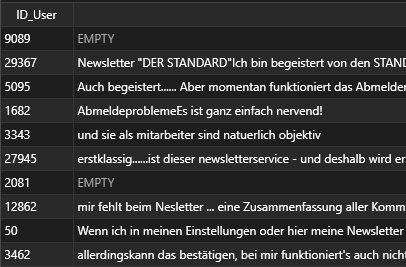 ID_User
9089 EMPTY
29367 Newsletter "DER STANDARD"Ich bin begeistert von den STAND
5095 Auch begeistert...... Aber momentan funktioniert das Abmelder
1682 AbmeldeproblemeEs ist ganz einfach nervend!
3343 und sie als mitarbeiter sind natuerlich objektiv
27945 erstklassig......ist dieser newsletterservice - und deshalb wird er
2081 EMPTY
12862 mir fehlt beim Nesletter ... eine Zusammenfassung aller Komm
50 Wenn ich in meinen Einstellungen oder hier meine Newsletter
3462 allerdingskann das bestätigen, bei mir funktioniert's auch nicht